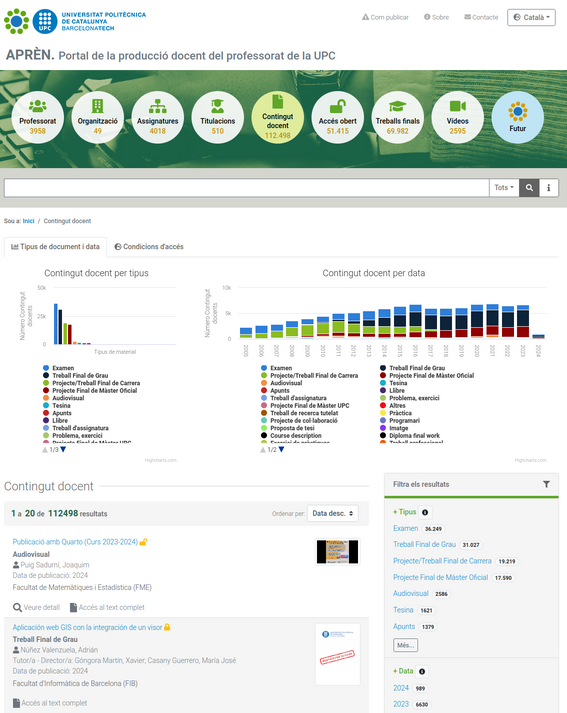 UNIVERSITAT POLITÈCNICA
DE CATALUNYA
BARCELONATECH
UPC
Com publicar
Sobre
Contacte
Català
APRÈN. Portal de la producció docent del professorat de la UPC
Professorat
3958
Organització
49
Assignatures
4018
Titulacions
510
Contingut
docent
112.498
Accés obert
51.415
Treballs finals
69.982
Vídeos
2595
Futur
Tots
Sou a: Inici / Contingut docent
Tipus de document i data
Condicions d'accés
Contingut docent per tipus
Número Contingut
docents
50k
25k
0
Tipus de material
Examen
Treball Final de Grau
Projecte/Treball Final de Carrera
Projecte Final de Màster Oficial
Audiovisual
Tesina
Apunts
Llibre
Treball d'assignatura
Problema, exercici
Projecte Final de Màster UPC
1/3
Highcharts.com
Contingut docent per data
Número Contingut
docents
10k
5k
0
2005 2006 2007 2008 2009 2010 2011 2012 2013 2014 2015 2016 2017 2018 2019 2020 2021 2022 2023 2024
Examen
Projecte/Treball Final de Carrera
Audiovisual
Apunts
Treball d'assignatura
Projecte Final de Màster UPC
Treball de recerca tutelat
Projecte de col·laboració
Proposta de tesi
Course description
Exercici de pràctiques
Treball Final de Grau
Projecte Final de Màster Oficial
Tesina
Llibre
Problema, exercici
Altres
Pràctica
Programari
Imatge
Diploma final work
Treball professional
1/2
Highcharts.com
Contingut docent
1 a 20 de 112498 resultats
Ordenar per:
Data desc.
Publicació amb Quarto (Curs 2023-2024)
Audiovisual
Puig Sadurní, Joaquim
Data de publicació: 2024
Facultat de Matemàtiques i Estadística (FME)
Veure detall
Accés al text complet
Aplicación web GIS con la integración de un visor
Treball Final de Grau
Núñez Valenzuela, Adrián
Tutor/a - Director/a: Góngora Martín, Xavier; Casany Guerrero, María José
Data de publicació: 2024
Facultat d'Informàtica de Barcelona (FIB)
Accés al text complet
Filtra els resultats
+ Tipus
Examen 36.249
Treball Final de Grau 31.027
Projecte/Treball Final de Carrera 19.219
Projecte Final de Màster Oficial 17.590
Audiovisual 2586
Tesina 1621
Apunts 1379
Més...
+ Data
2024 989
2023 6630